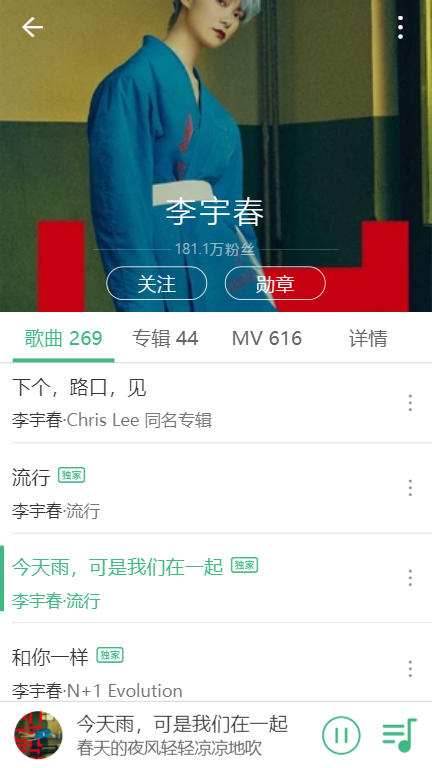 李宇春
181.1万粉丝
关注 勋章
歌曲 269 专辑 44 MV 616 详情
下个，路口，见
李宇春·Chris Lee 同名专辑
流行 独家
李宇春·流行
今天雨，可是我们在一起 独家
李宇春·流行
和你一样 独家
李宇春·N+1 Evolution
今天雨，可是我们在一起
春天的夜风轻轻凉凉地吹